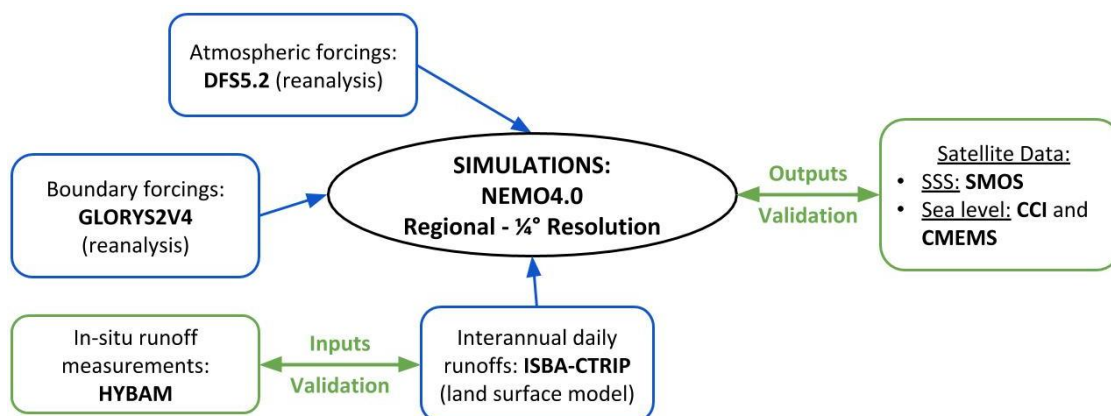 Atmospheric forcings:
DFS5.2 (reanalysis)
Boundary forcings:
GLORYS2V4
(reanalysis)
SIMULATIONS:
NEMO4.0
Regional - ¼° Resolution
Outputs
Validation
Satellite Data:
• SSS: SMOS
• Sea level: CCI and
CMEMS
In-situ runoff
measurements:
HYBAM
Inputs
Validation
Interannual daily
runoffs: ISBA-CTRIP
(land surface model)